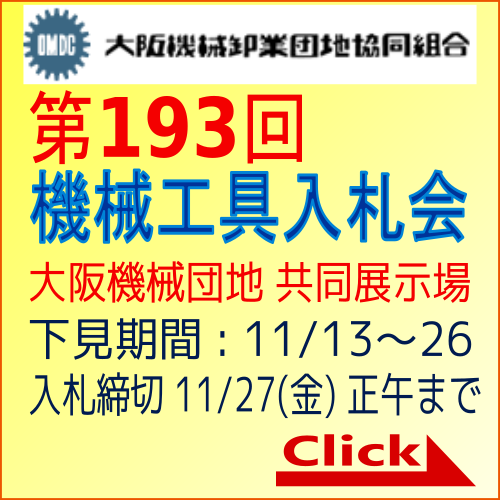 OMDC 大阪機械卸業団地協同組合
第193回
機械工具入札会
大阪機械団地 共同展示場
下見期間：11/13～26
入札締切 11/27(金) 正午まで
Click